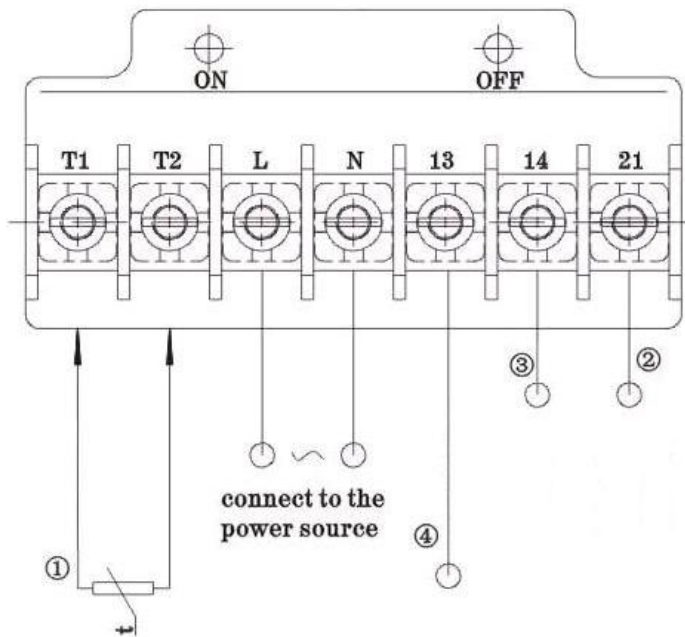 ON OFF
T1 T2 L N 13 14 21
③ ②
connect to the
power source
④
①
t